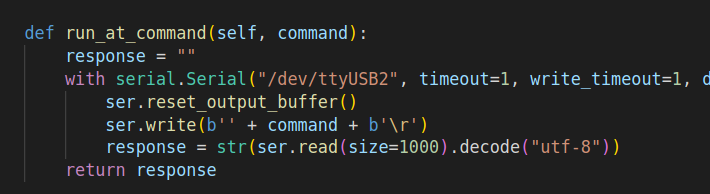 def run_at_command(self, command):
response = ""
with serial.Serial("/dev/ttyUSB2", timeout=1, write_timeout=1, d
ser.reset_output_buffer()
ser.write(b'' + command + b'\r')
response = str(ser.read(size=1000).decode("utf-8"))
return response